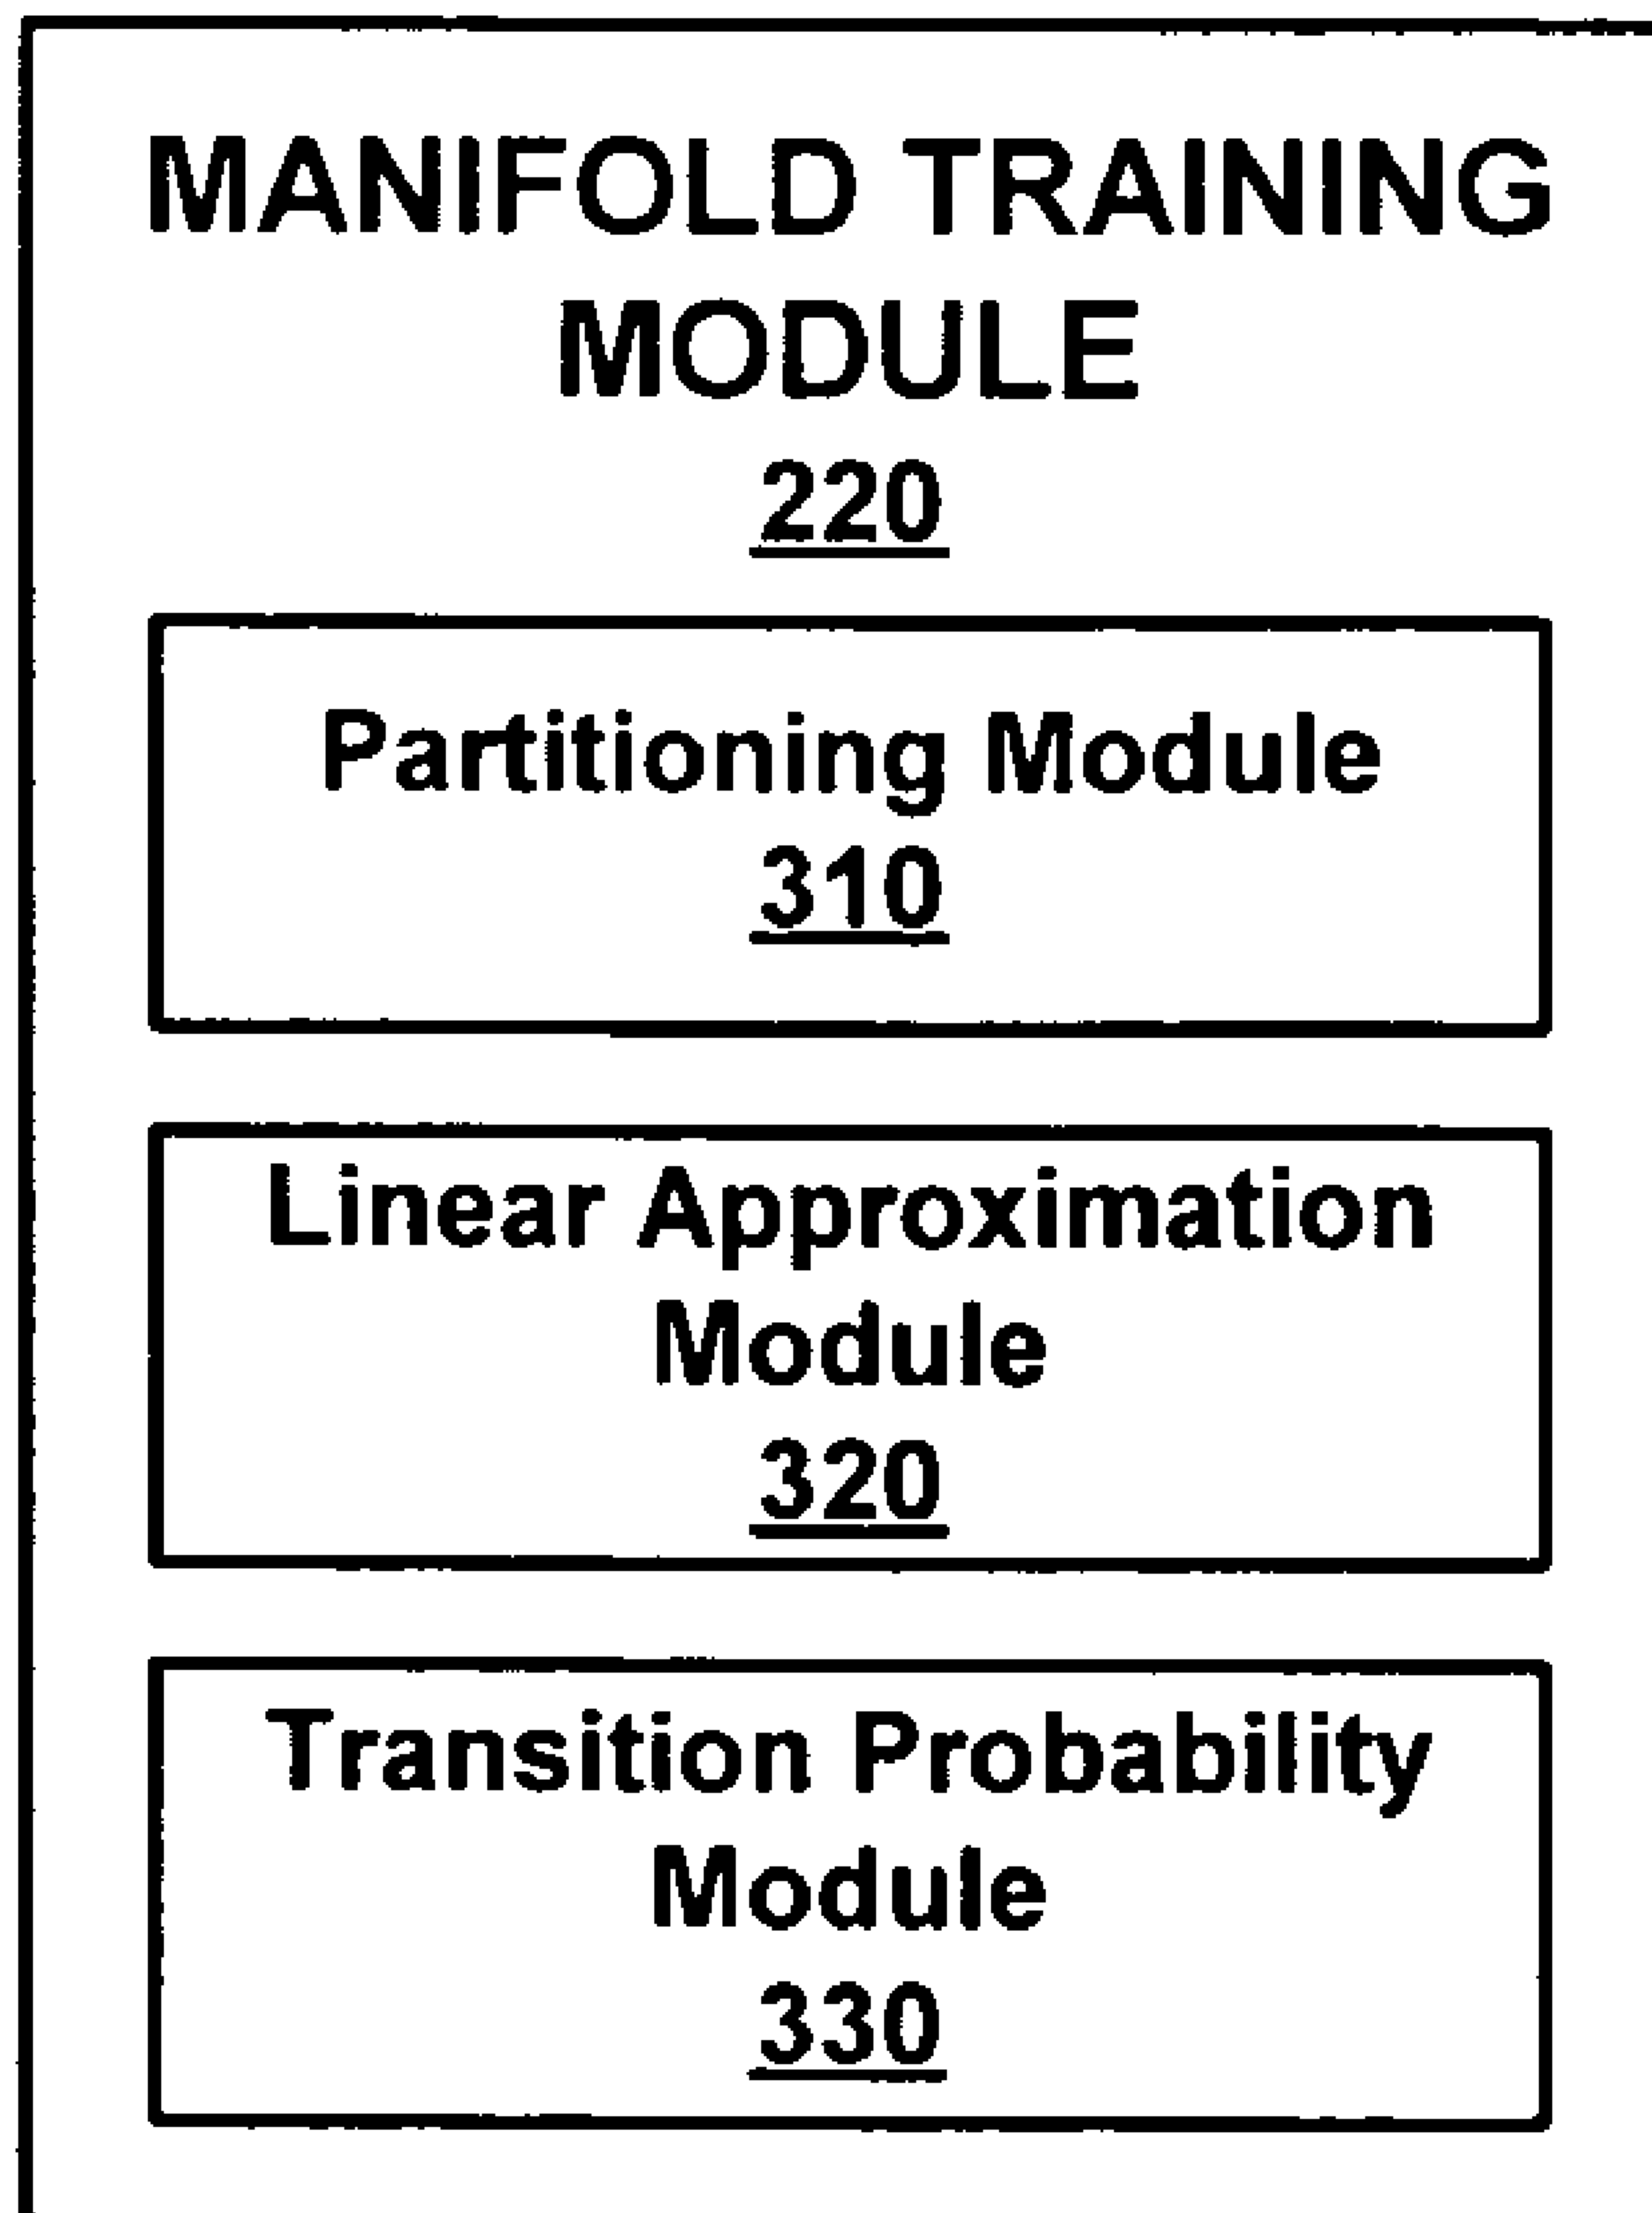 MANIFOLD TRAINING
MODULE
220
Partitioning Module
310
Linear Approximation
Module
320
Transition Probability
Module
330